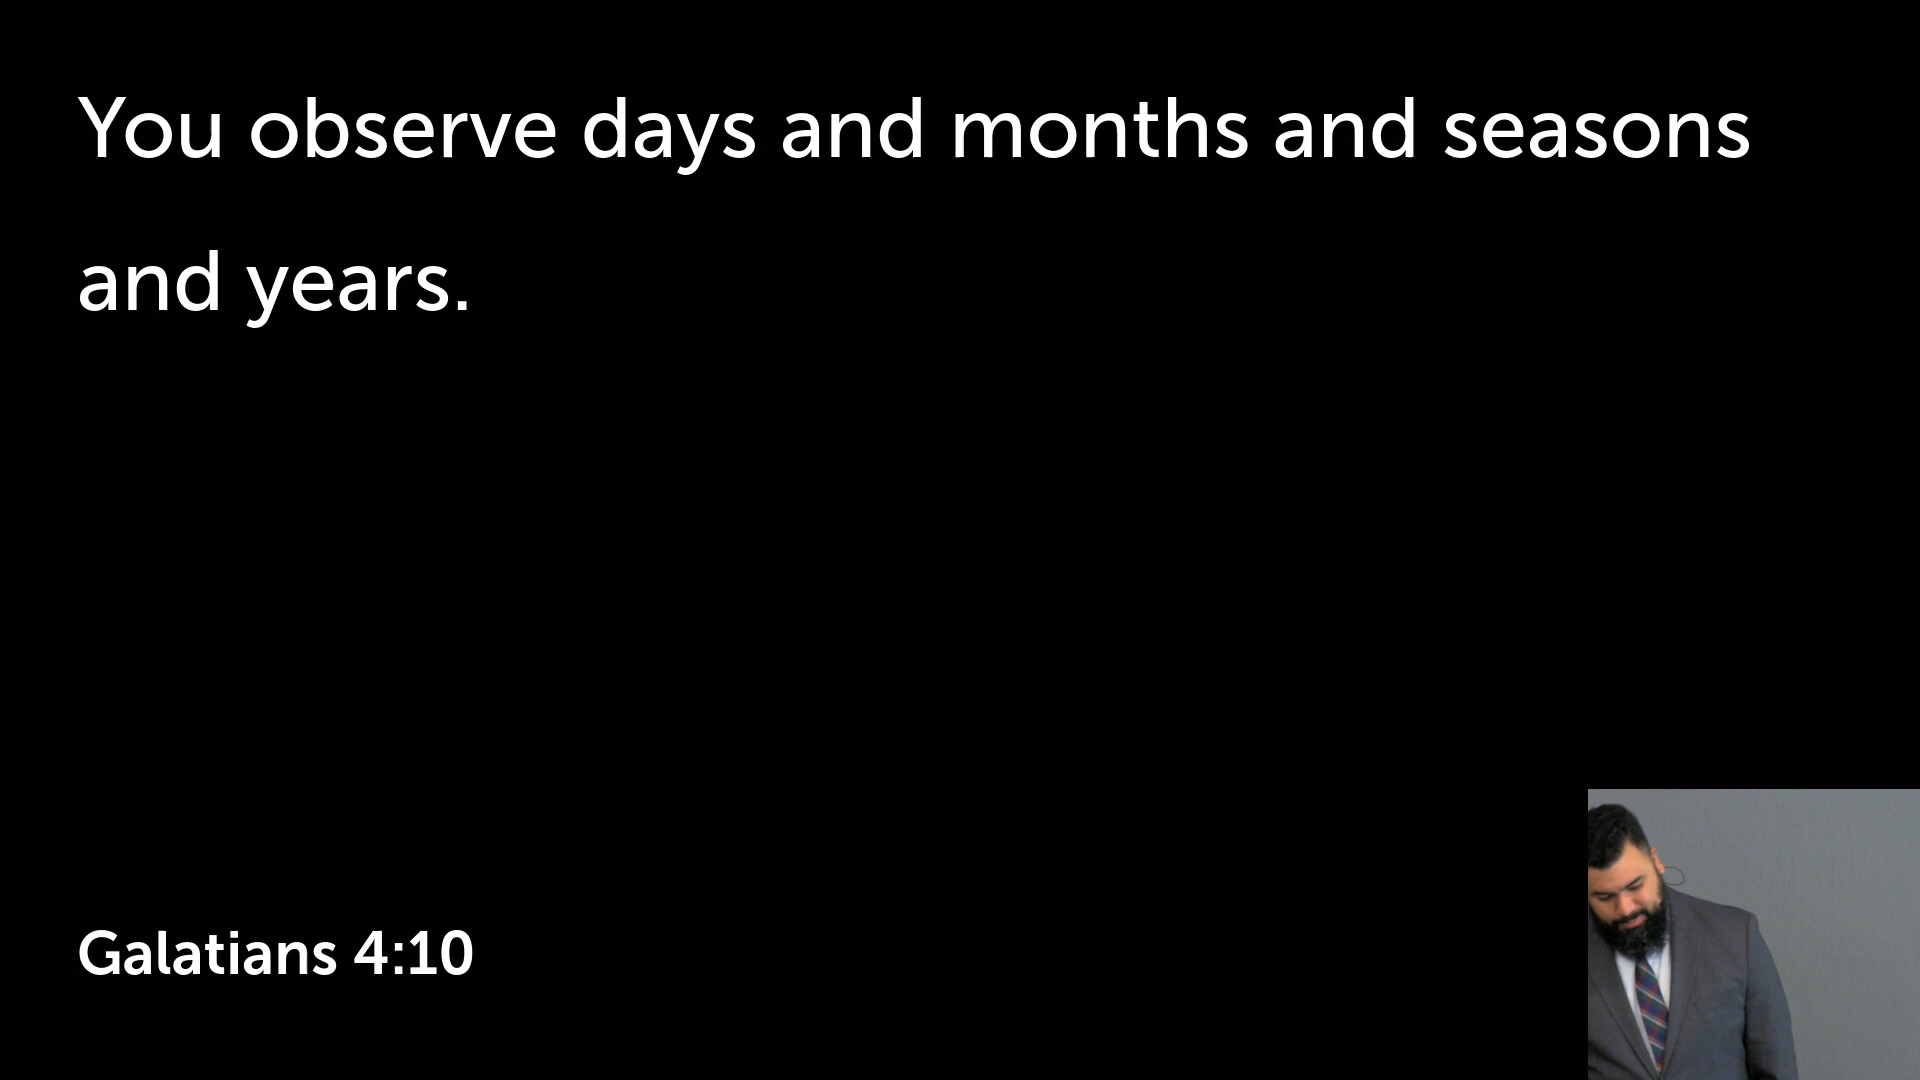 You observe days and months and seasons
and years.
Galatians 4:10